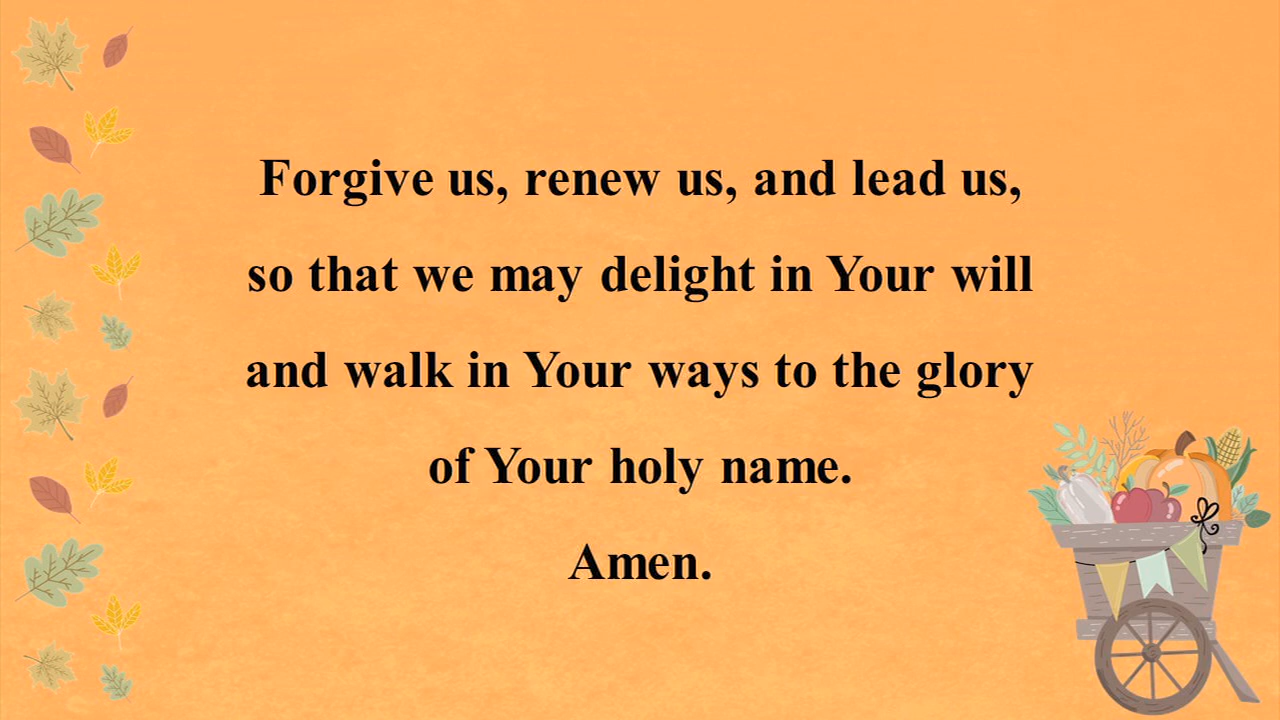 Forgive us, renew us, and lead us,
so that we may delight in Your will
and walk in Your ways to the glory
of Your holy name.
Amen.